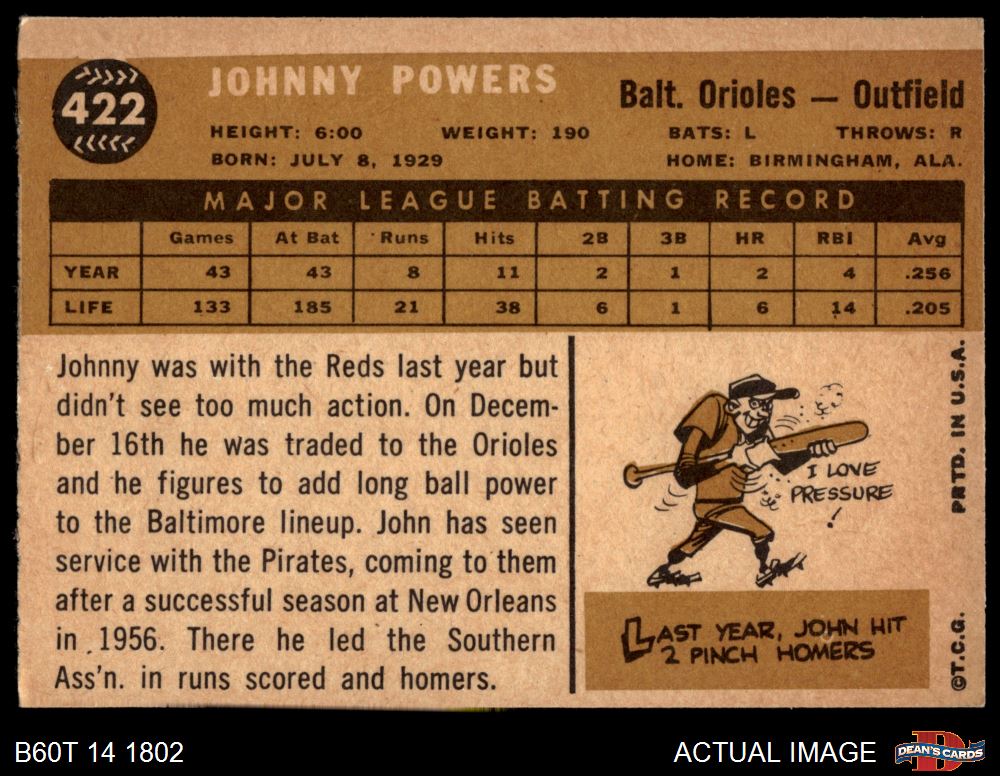 422
JOHNNY POWERS
Balt. Orioles — Outfield
HEIGHT: 6:00 WEIGHT: 190 BATS: L THROWS: R
BORN: JULY 8, 1929 HOME: BIRMINGHAM, ALA.
MAJOR LEAGUE BATTING RECORD
Games At Bat Runs Hits 2B 3B HR RBI Avg
YEAR 43 43 8 11 2 1 2 4 .256
LIFE 133 185 21 38 6 1 6 14 .205
Johnny was with the Reds last year but
didn't see too much action. On Decem-
ber 16th he was traded to the Orioles
and he figures to add long ball power
to the Baltimore lineup. John has seen
service with the Pirates, coming to them
after a successful season at New Orleans
in 1956. There he led the Southern
Ass'n. in runs scored and homers.
I LOVE
PRESSURE
!
LAST YEAR, JOHN HIT
2 PINCH HOMERS
©T.C.G. PRTD. IN U.S.A.
B60T 14 1802
ACTUAL IMAGE
DEAN'S CARDS